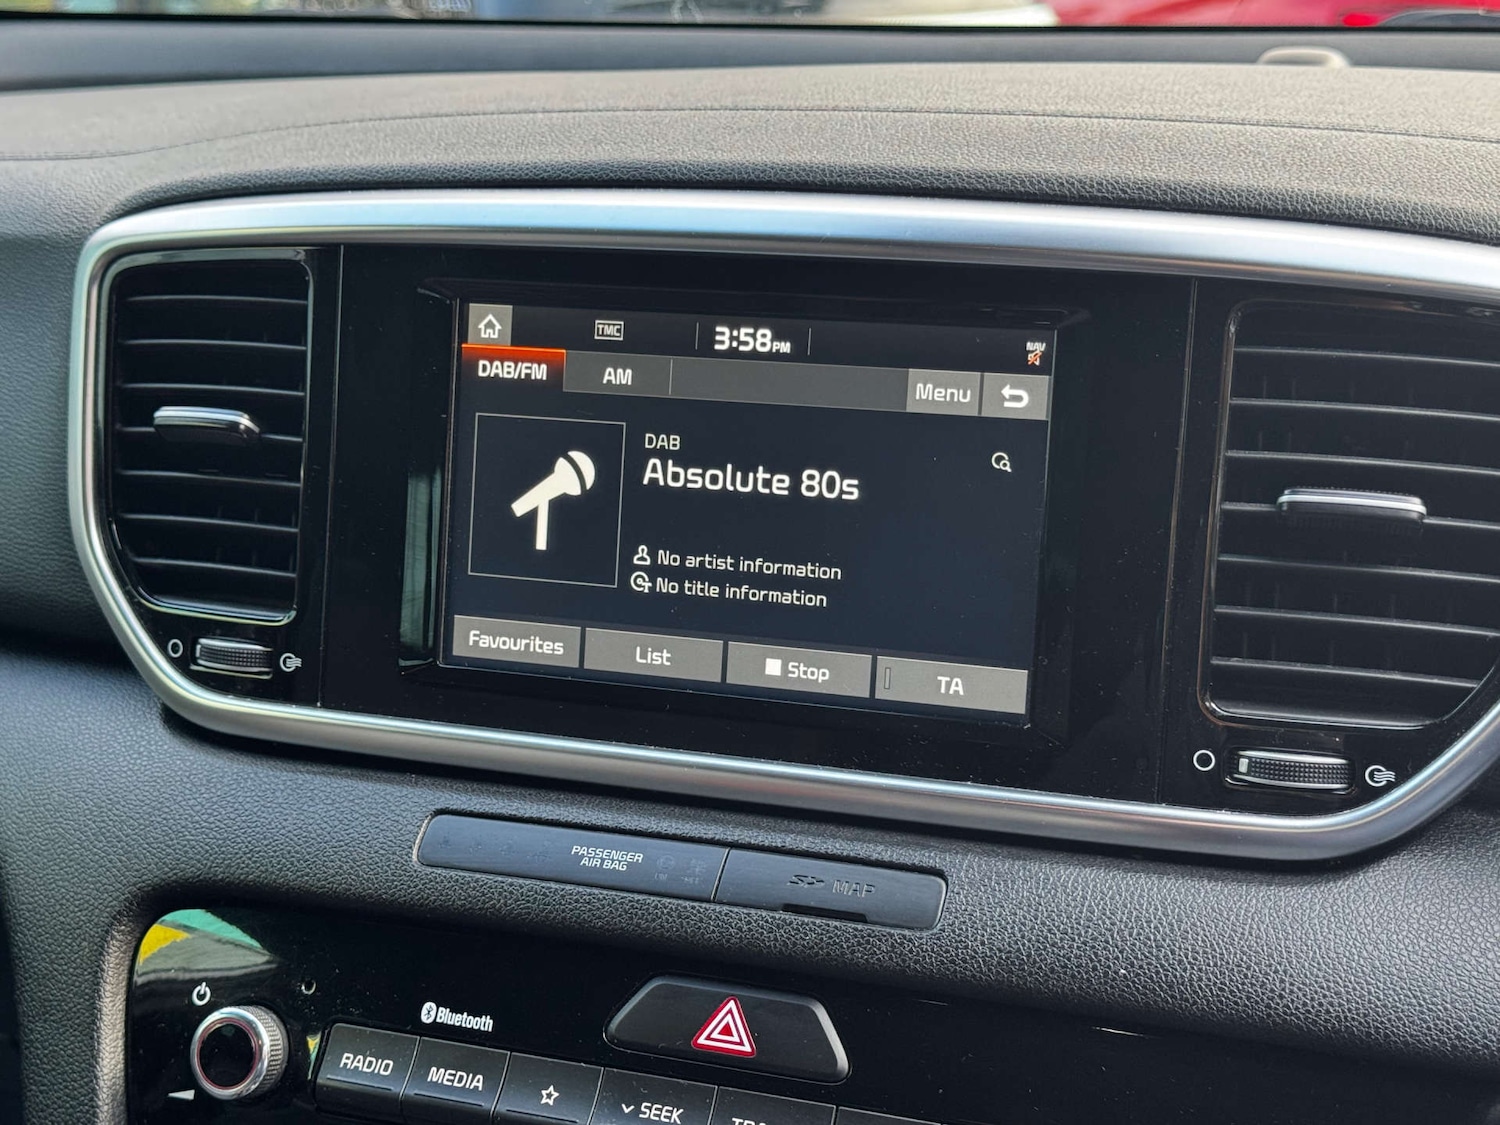 TMC
3:58PM
NAV
DAB/FM
AM
Menu
DAB
Absolute 80s
No artist information
No title information
Favourites
List
Stop
TA
PASSENGER
AIR BAG
MAP
Bluetooth
RADIO
MEDIA
SEEK